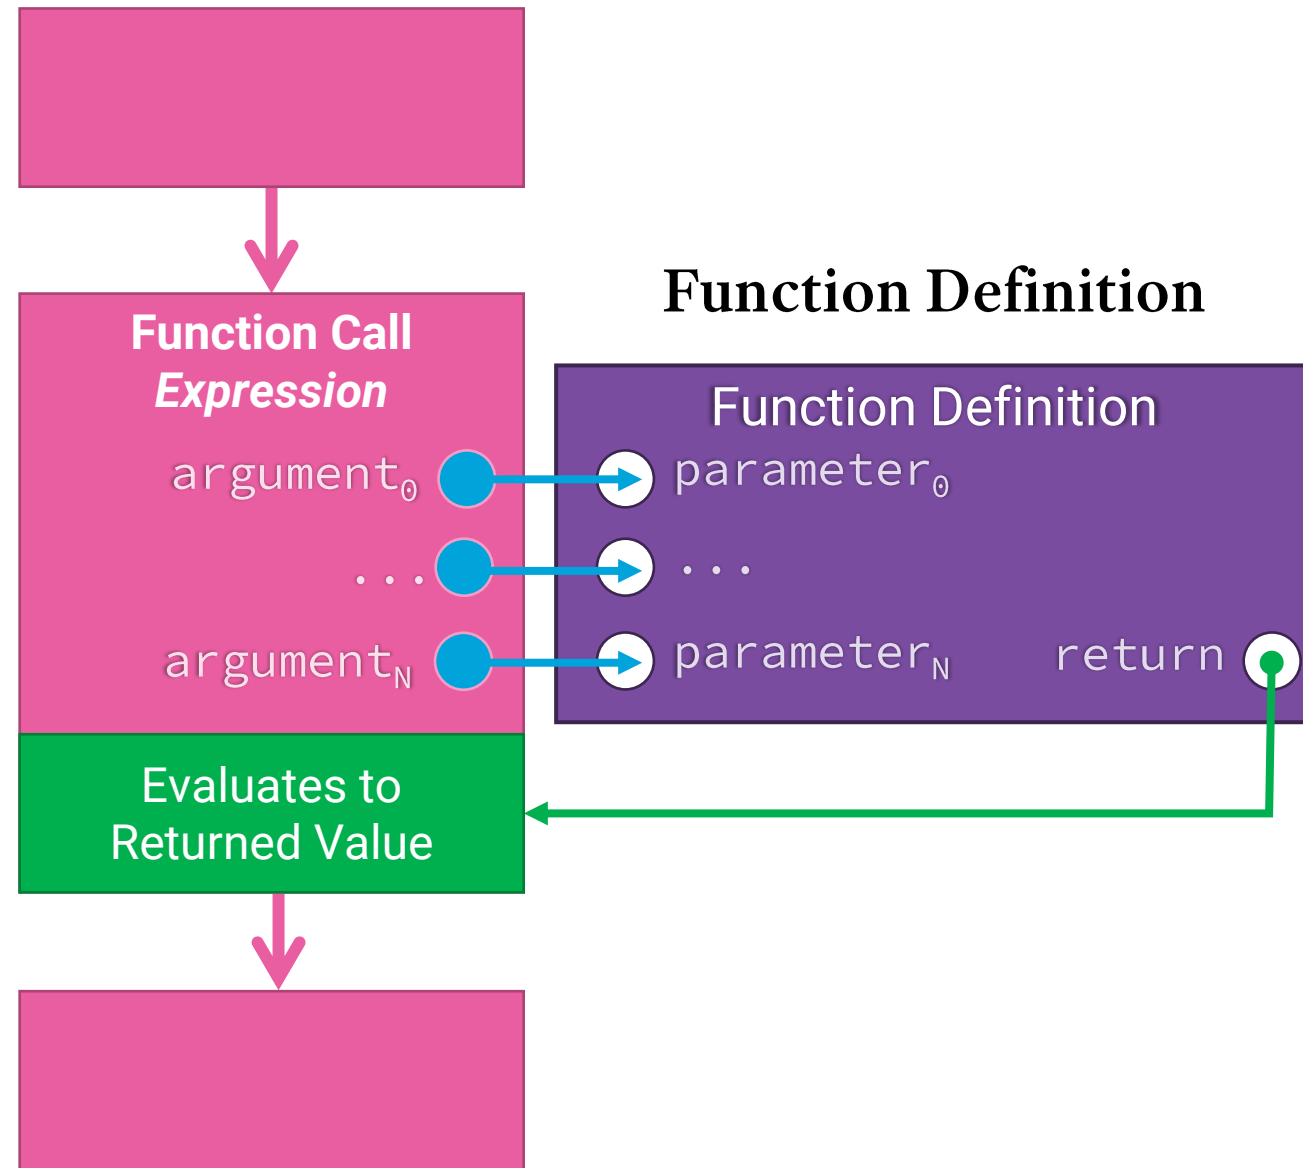 Function Definition
Function Call
Expression
argument₀
...
argumentN
Evaluates to
Returned Value
Function Definition
parameter₀
...
parameterN
return